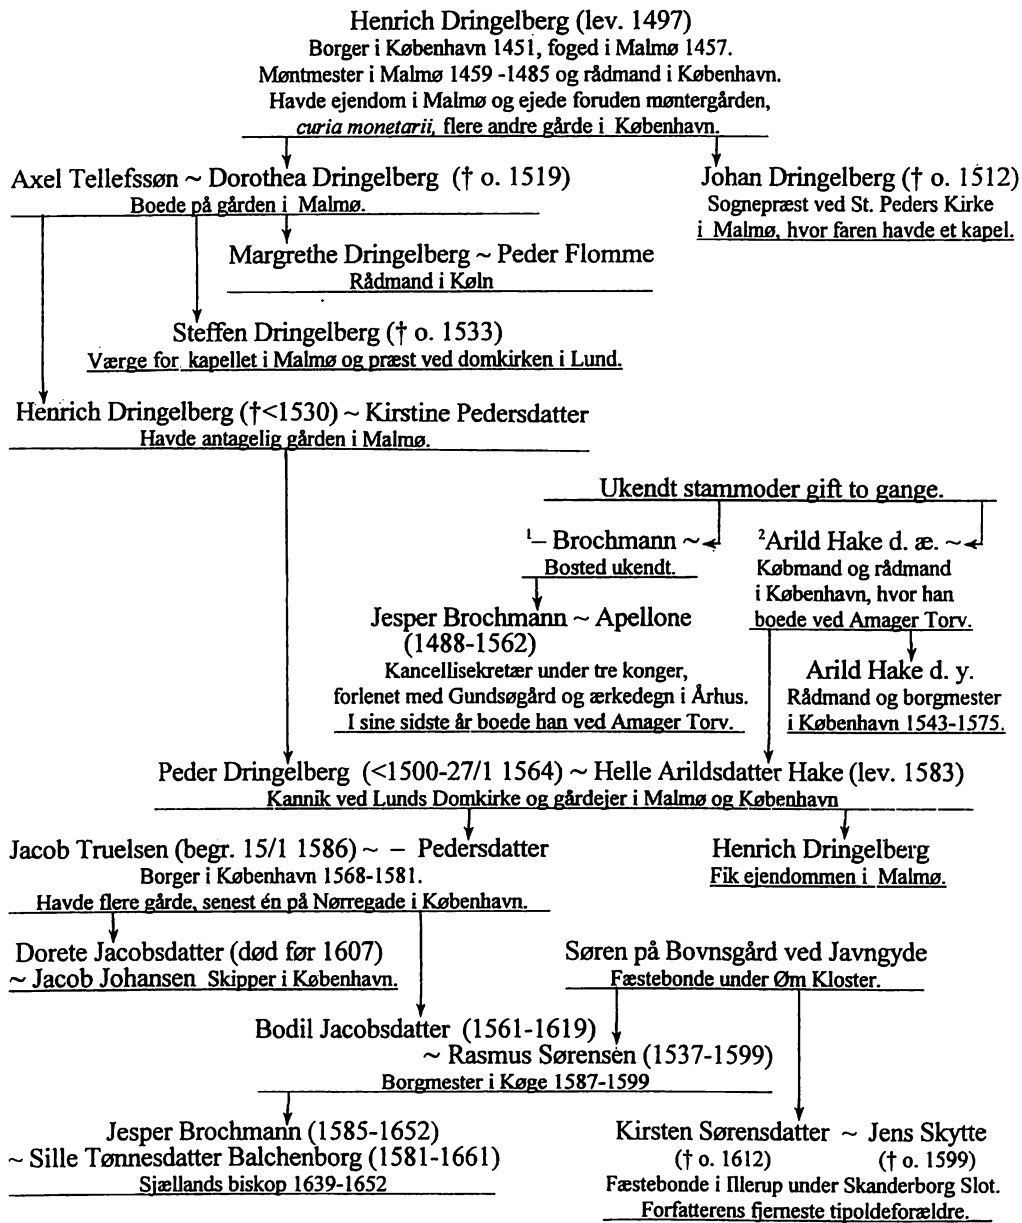 Henrich Dringelberg (lev. 1497)
Borger i København 1451, foged i Malmø 1457.
Møntmester i Malmø 1459 -1485 og rådmand i København.
Havde ejendom i Malmø og ejede foruden møntergården,
curia monetarii, flere andre gårde i København.
Axel Tellefssøn ~ Dorothea Dringelberg († o. 1519)
Boede på gården i Malmø.
Johan Dringelberg († o. 1512)
Sognepræst ved St. Peders Kirke
i Malmø, hvor faren havde et kapel.
Margrethe Dringelberg ~ Peder Flomme
Rådmand i Køln
Steffen Dringelberg († o. 1533)
Værge for kapellet i Malmø og præst ved domkirken i Lund.
Henrich Dringelberg (†<1530) ~ Kirstine Pedersdatter
Havde antagelig gården i Malmø.
Ukendt stammoder gift to gange.
¹– Brochmann ~
Bosted ukendt.
²Arild Hake d. æ. ~
Købmand og rådmand
i København, hvor han
boede ved Amager Torv.
Jesper Brochmann ~ Apellone
(1488-1562)
Kancellisekretær under tre konger,
forlenet med Gundsøgård og ærkedegn i Århus.
I sine sidste år boede han ved Amager Torv.
Arild Hake d. y.
Rådmand og borgmester
i København 1543-1575.
Peder Dringelberg (<1500-27/1 1564) ~ Helle Arildsdatter Hake (lev. 1583)
Kannik ved Lunds Domkirke og gårdejer i Malmø og København
Jacob Truelsen (begr. 15/1 1586) ~ – Pedersdatter
Borger i København 1568-1581.
Havde flere gårde, senest én på Nørregade i København.
Henrich Dringelberg
Fik ejendommen i Malmø.
Dorete Jacobsdatter (død før 1607)
~ Jacob Johansen Skipper i København.
Søren på Bovnsgård ved Javngyde
Fæstebonde under Øm Kloster.
Bodil Jacobsdatter (1561-1619)
~ Rasmus Sørensen (1537-1599)
Borgmester i Køge 1587-1599
Jesper Brochmann (1585-1652)
~ Sille Tønnesdatter Balchenborg (1581-1661)
Sjællands biskop 1639-1652
Kirsten Sørensdatter ~ Jens Skytte
(† o. 1612) († o. 1599)
Fæstebonde i Illerup under Skanderborg Slot.
Forfatterens fjerneste tipoldeforældre.